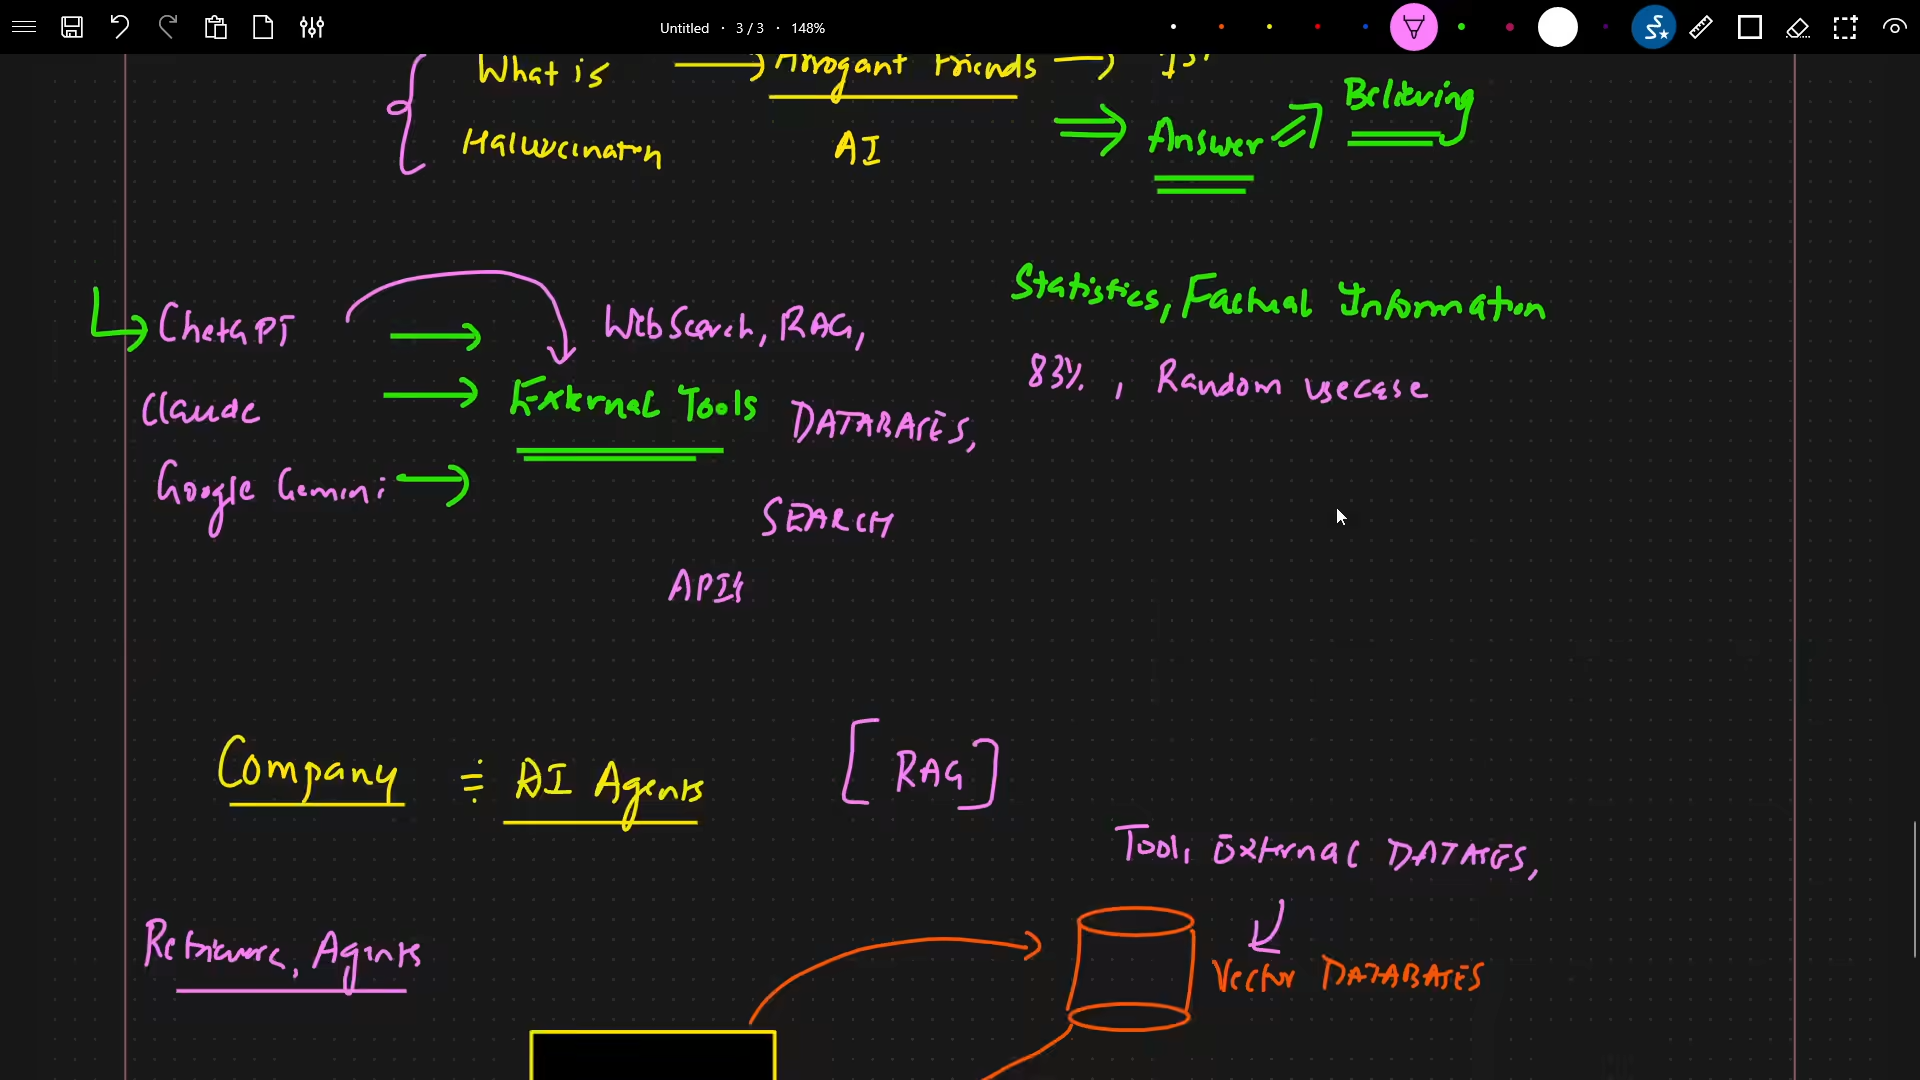 Untitled · 3 / 3 · 148%
What is Arrogant Friends
Believing
Answer
Hallucination AI
Statistics, Factual Information
ChatGPT WebSearch, RAG,
83%, Random usecase
Claude External Tools DATABASES,
Google Gemini
SEARCH
APIs
Company AI Agents [RAG]
Tool, External
Agents
Vector DATABASES